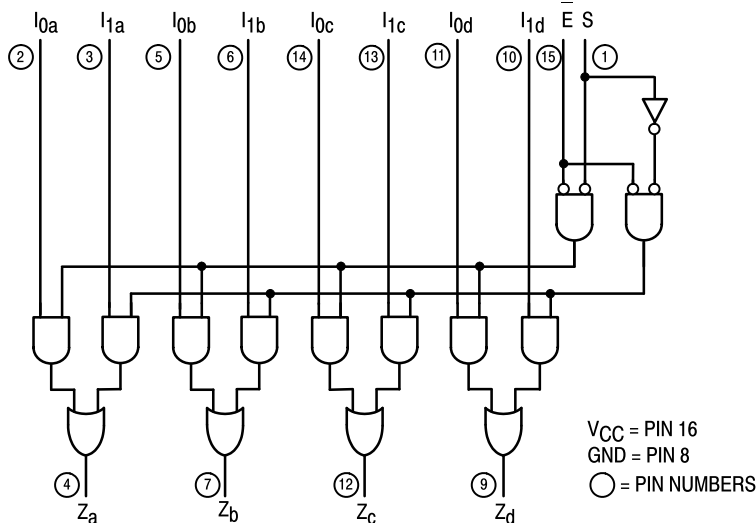 I0a I1a I0b I1b I0c I1c I0d I1d E̅ S
2 3 5 6 14 13 11 10 15 1
VCC = PIN 16
GND = PIN 8
= PIN NUMBERS
4 7 12 9
Za Zb Zc Zd